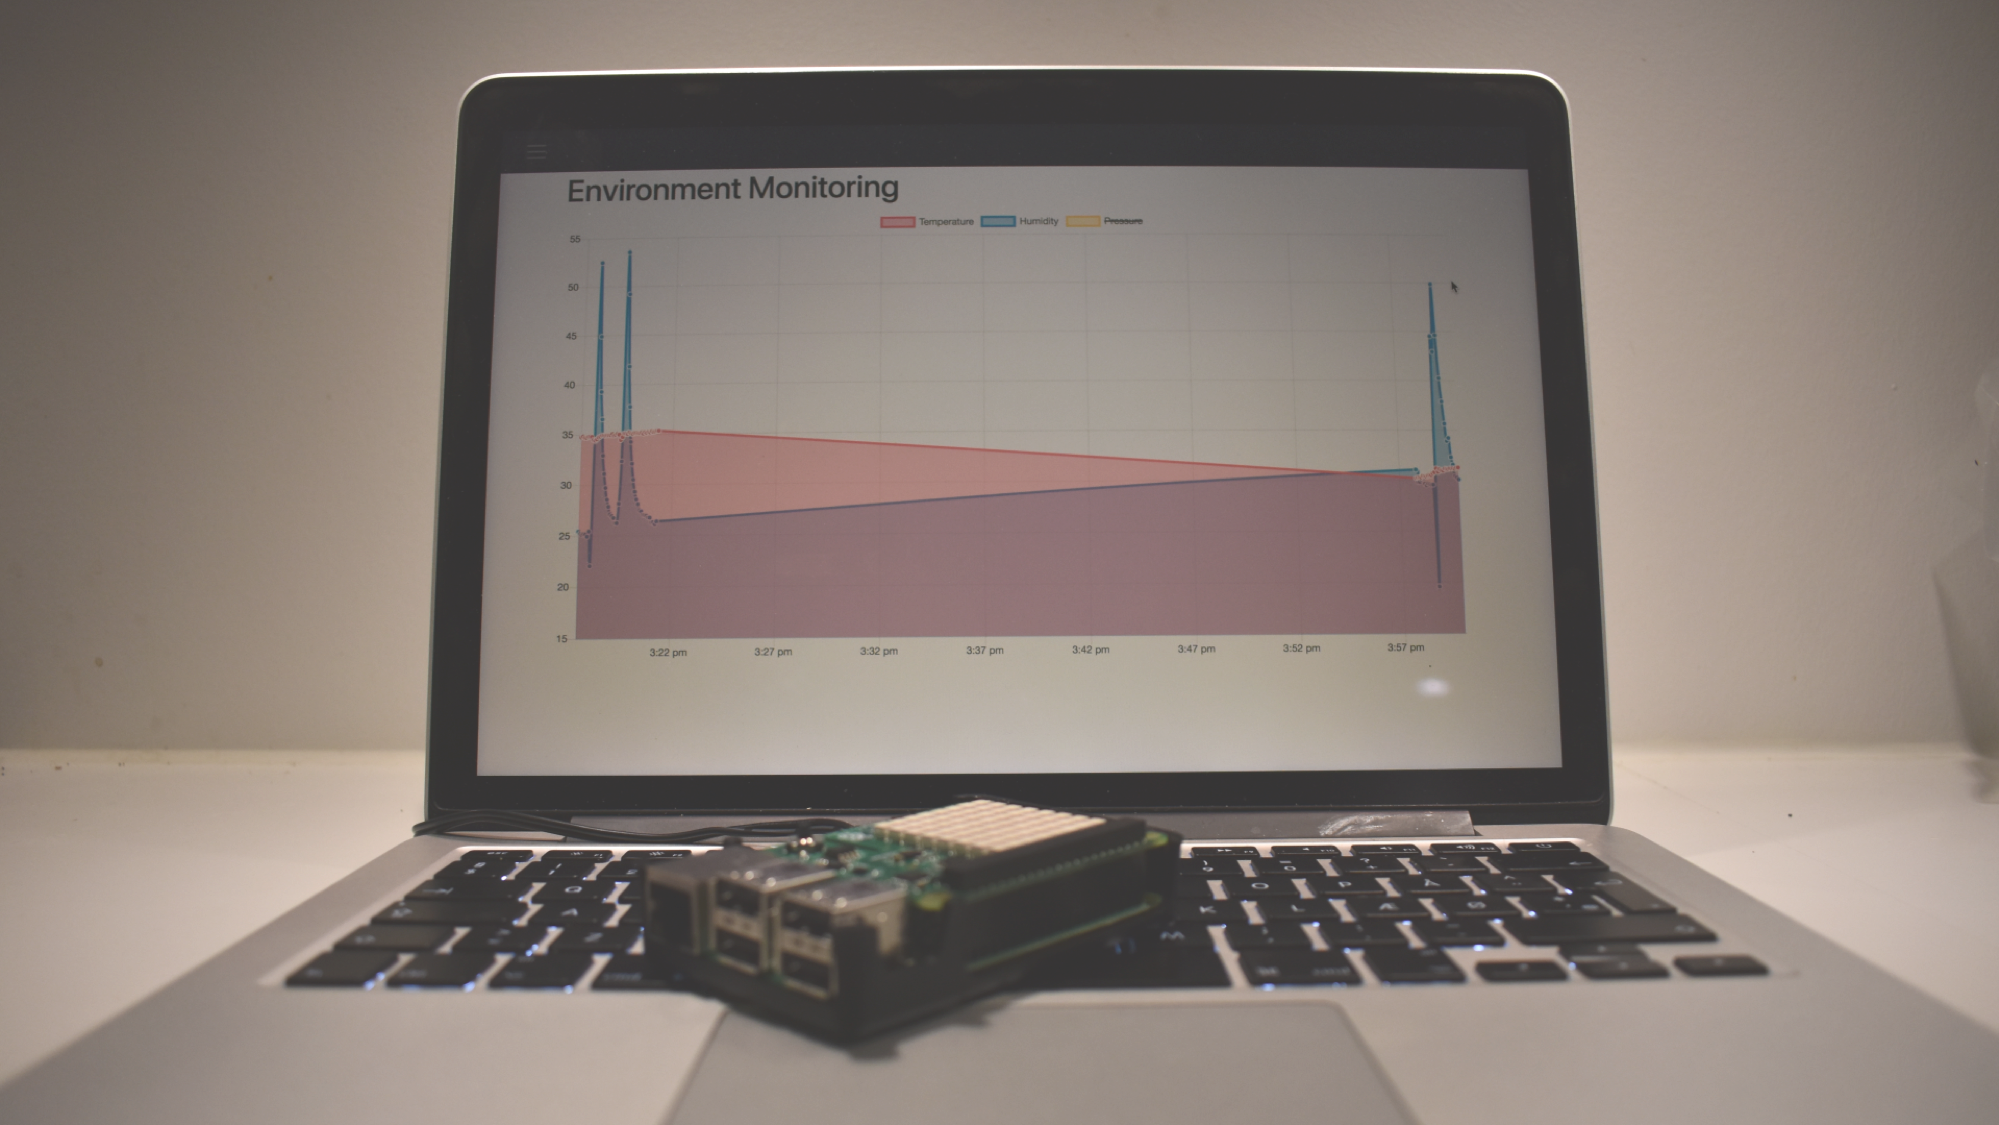 Environment Monitoring
Temperature Humidity Pressure
55
50
45
40
35
30
25
20
15
3:22 pm 3:27 pm 3:32 pm 3:37 pm 3:42 pm 3:47 pm 3:52 pm 3:57 pm
Q O P Å
A K L Æ Ø
Z M